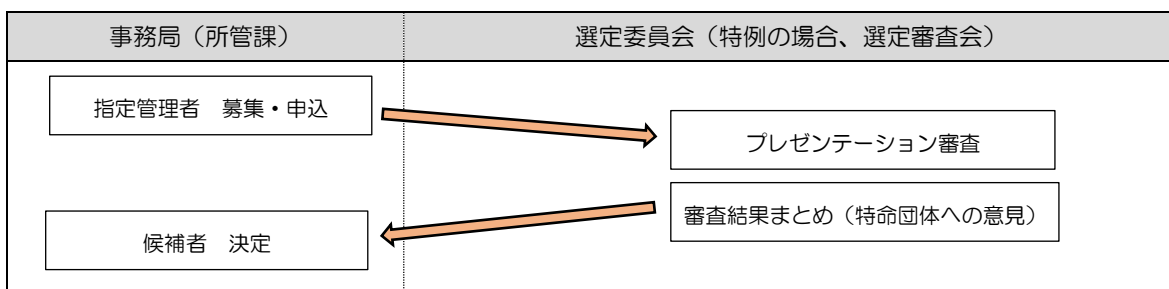 事務局（所管課）
選定委員会（特例の場合、選定審査会）
指定管理者　募集・申込
プレゼンテーション審査
審査結果まとめ（特命団体への意見）
候補者　決定